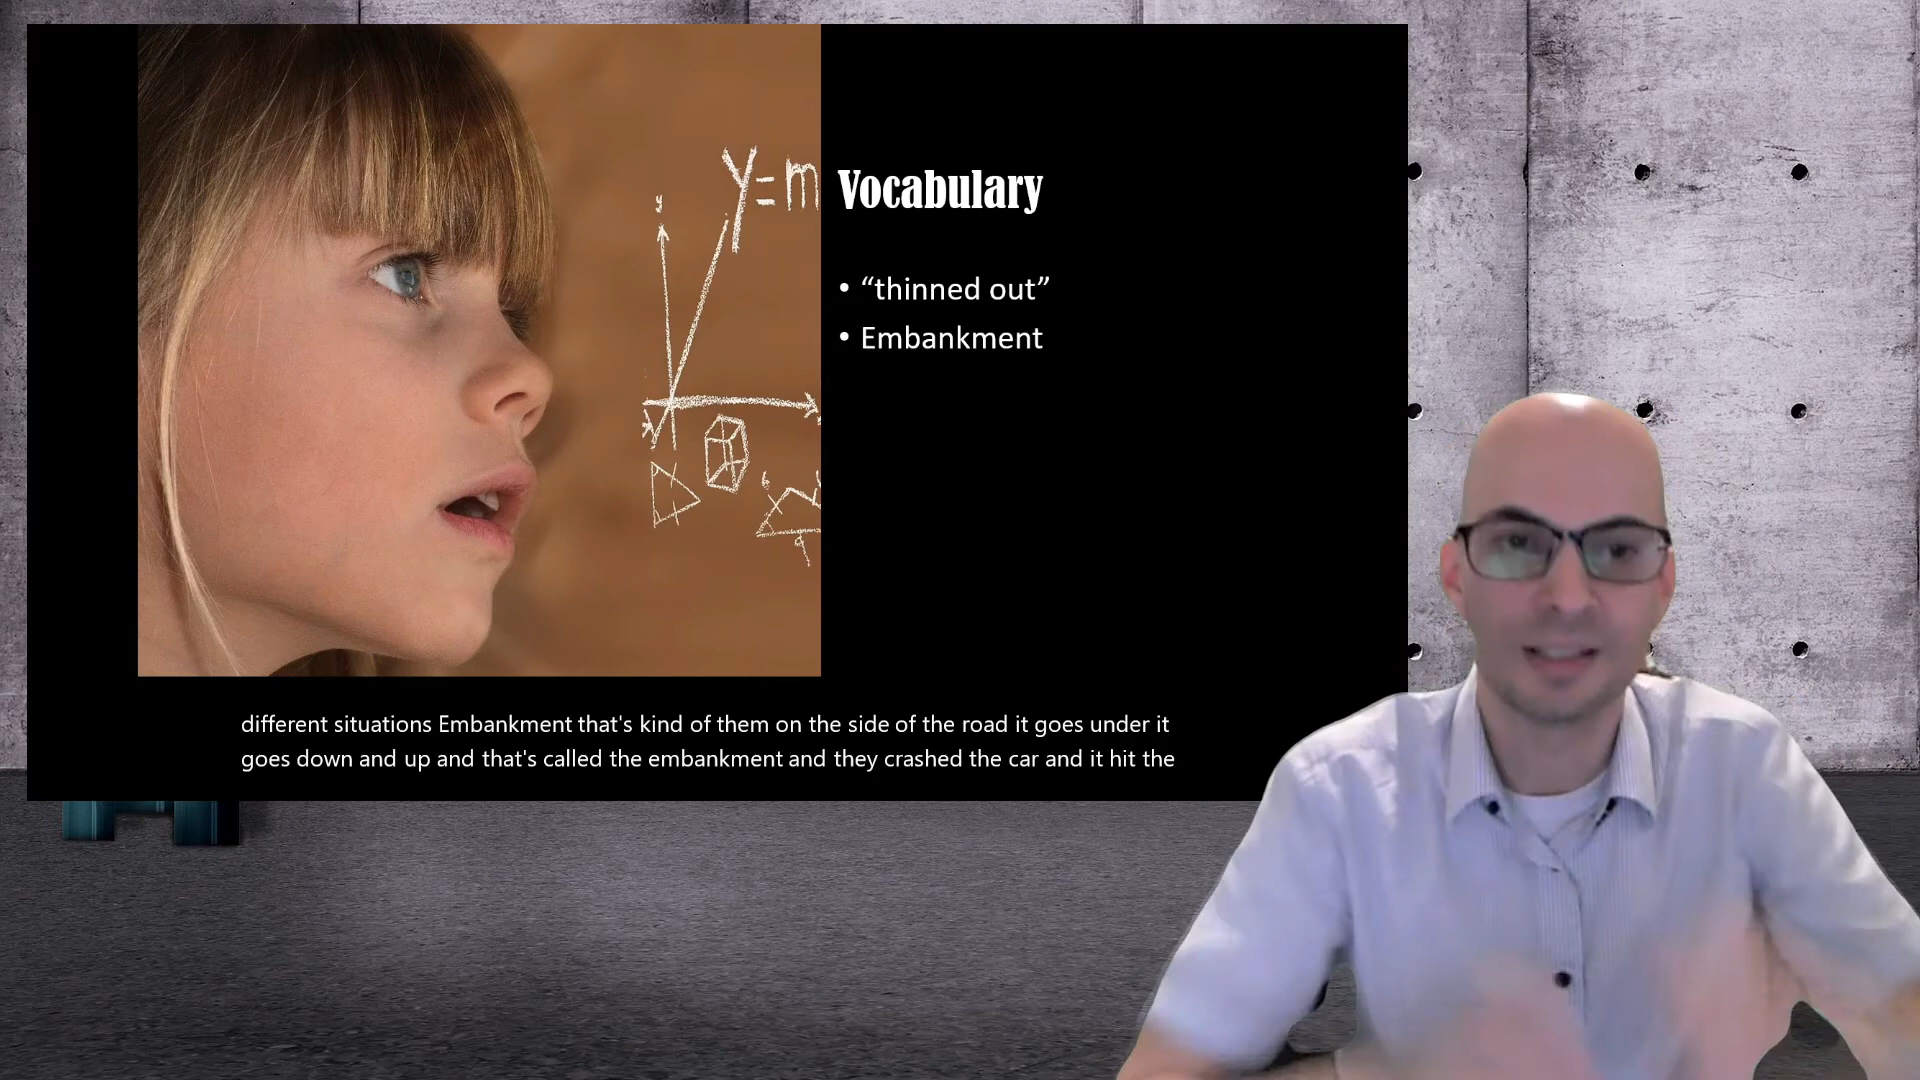 y=m
y
Vocabulary
• “thinned out”
• Embankment
different situations Embankment that's kind of them on the side of the road it goes under it
goes down and up and that's called the embankment and they crashed the car and it hit the